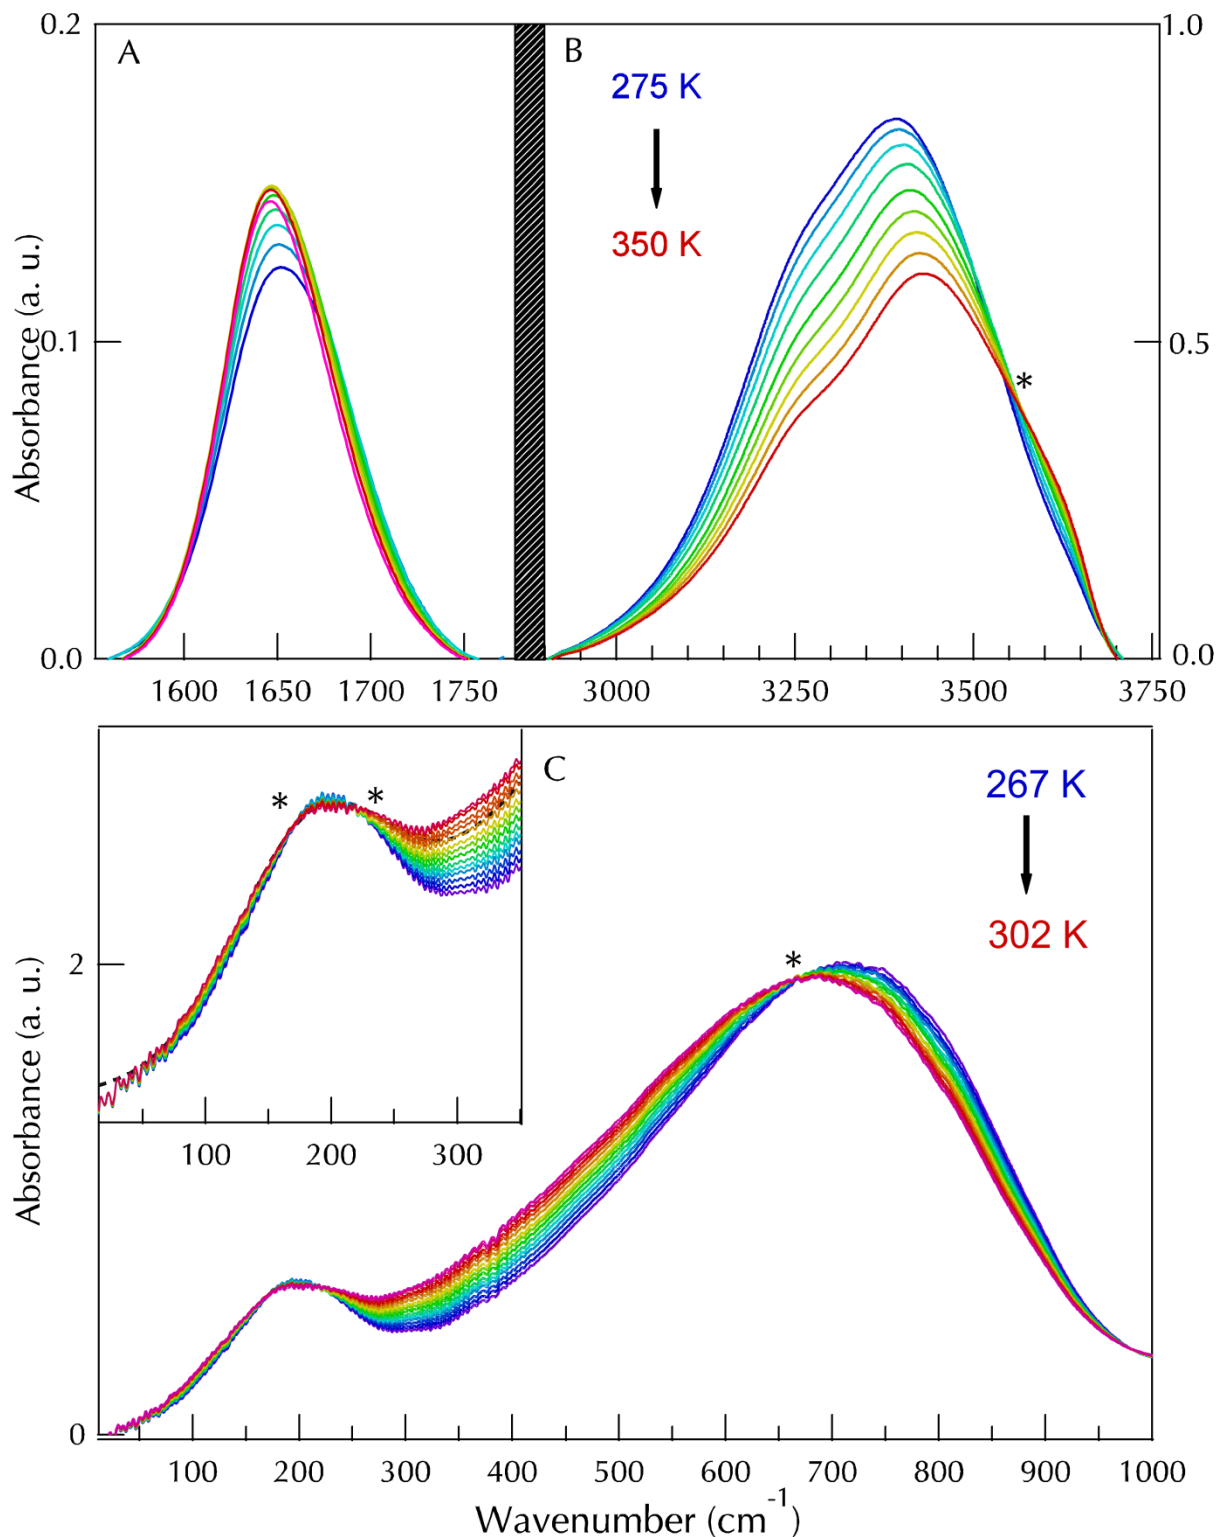 0.2
A
B
1.0
275 K
350 K
Absorbance (a. u.)
0.1
0.5
*
0.0
0.0
1600 1650 1700 1750
3000 3250 3500 3750
C
267 K
302 K
* *
*
2
100 200 300
Absorbance (a. u.)
0
100 200 300 400 500 600 700 800 900 1000
Wavenumber (cm⁻¹)